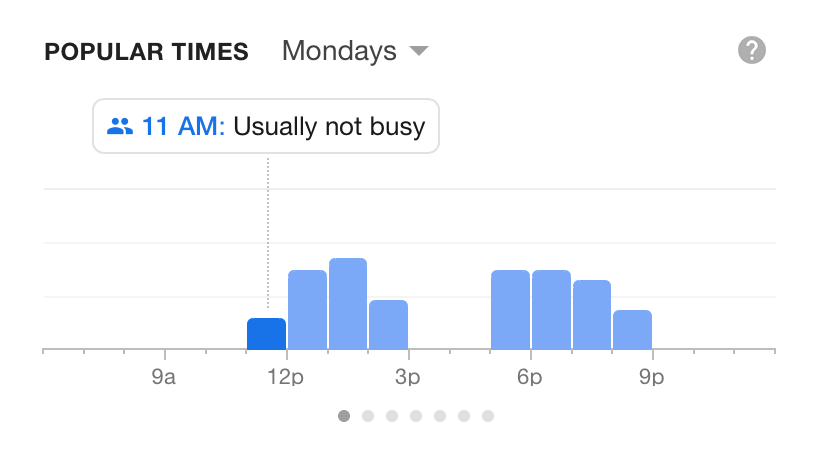 POPULAR TIMES Mondays
11 AM: Usually not busy
9a 12p 3p 6p 9p